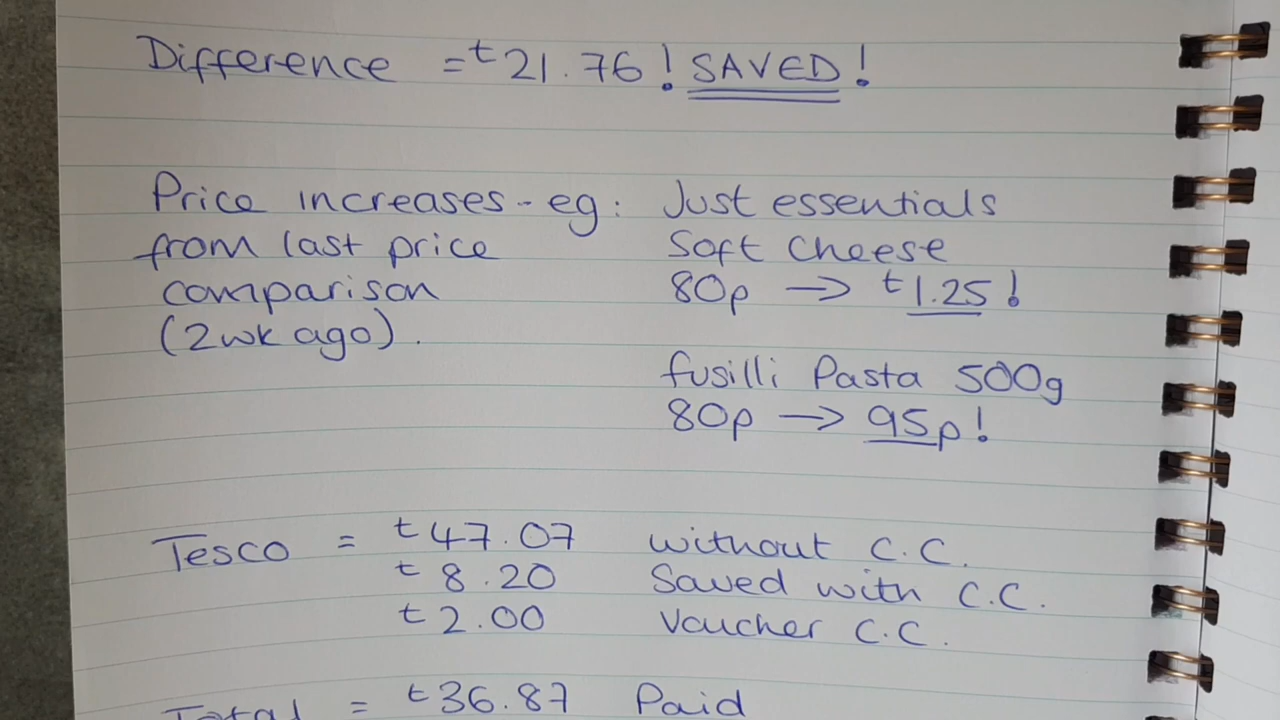 Difference = £21.76! SAVED!
Price increases - eg: Just essentials
from last price Soft Cheese
comparison 80p → £1.25!
(2wk ago).
fusilli Pasta 500g
80p → 95p!
Tesco = £47.07 without C.C.
£8.20 Saved with C.C.
£2.00 Voucher C.C.
Total = £36.87 Paid